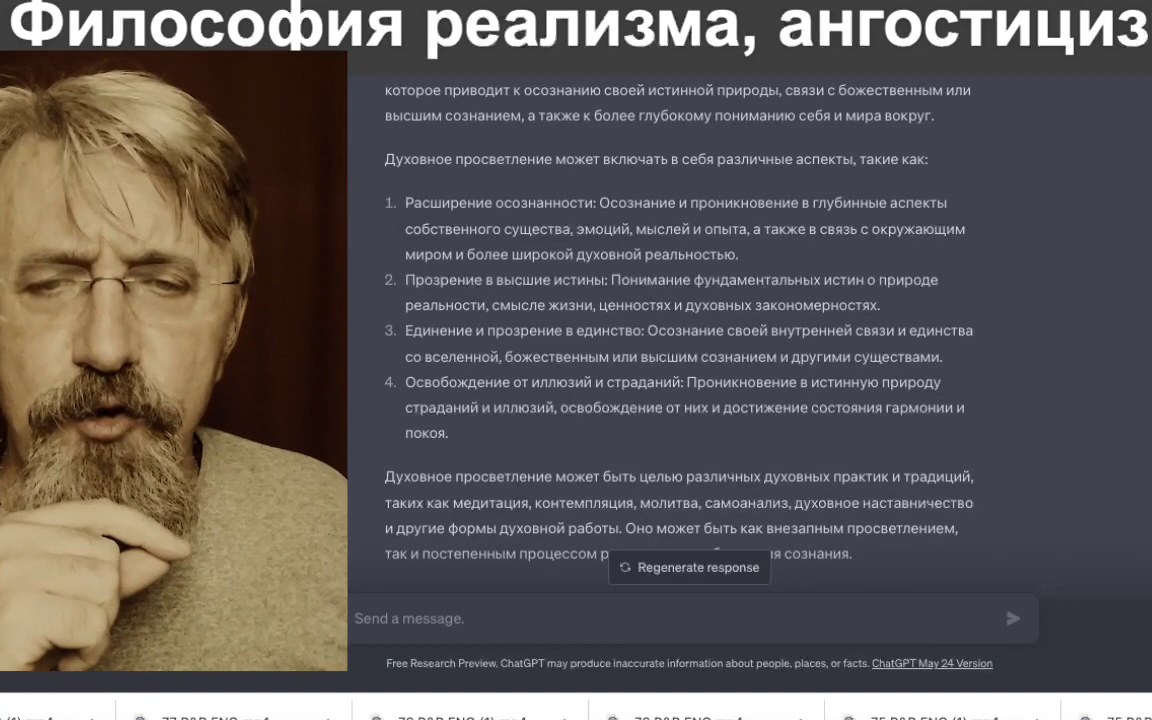 Философия реализма, ангостициз
которое приводит к осознанию своей истинной природы, связи с божественным или
высшим сознанием, а также к более глубокому пониманию себя и мира вокруг.
Духовное просветление может включать в себя различные аспекты, такие как:
1. Расширение осознанности: Осознание и проникновение в глубинные аспекты
собственного существа, эмоций, мыслей и опыта, а также в связь с окружающим
миром и более широкой духовной реальностью.
2. Прозрение в высшие истины: Понимание фундаментальных истин о природе
реальности, смысле жизни, ценностях и духовных закономерностях.
3. Единение и прозрение в единство: Осознание своей внутренней связи и единства
со вселенной, божественным или высшим сознанием и другими существами.
4. Освобождение от иллюзий и страданий: Проникновение в истинную природу
страданий и иллюзий, освобождение от них и достижение состояния гармонии и
покоя.
Духовное просветление может быть целью различных духовных практик и традиций,
таких как медитация, контемпляция, молитва, самоанализ, духовное наставничество
и другие формы духовной работы. Оно может быть как внезапным просветлением,
так и постепенным процессом сознания.
Regenerate response
Send a message.
Free Research Preview. ChatGPT may produce inaccurate information about people, places, or facts. ChatGPT May 24 Version